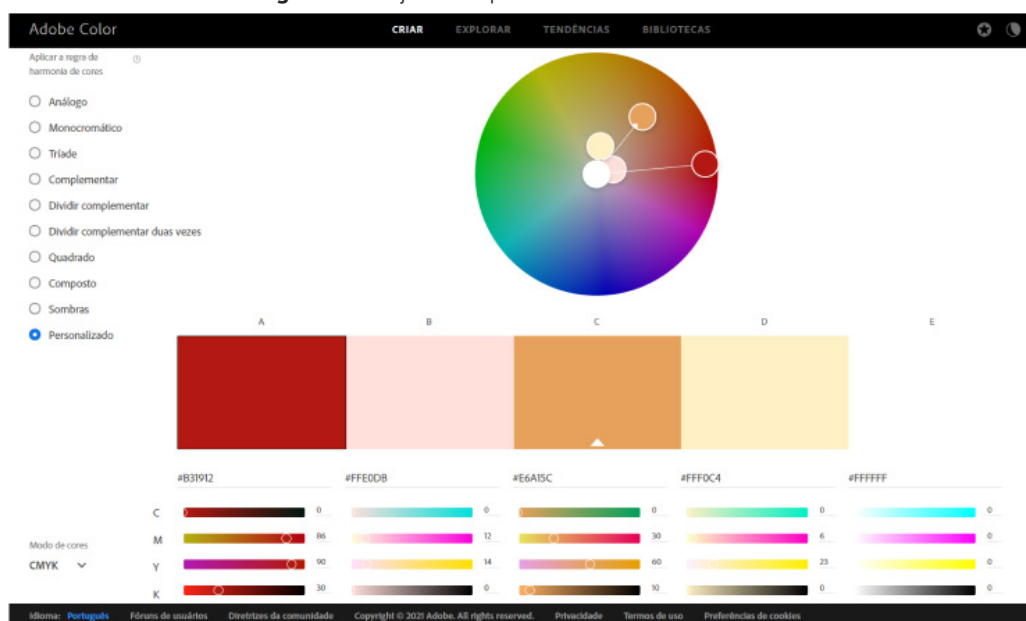 Adobe Color CRIAR EXPLORAR TENDÊNCIAS BIBLIOTECAS
Aplicar a regra de
harmonia de cores
Análogo
Monocromático
Tríade
Complementar
Dividir complementar
Dividir complementar duas vezes
Quadrado
Composto
Sombras
Personalizado
A B C D E
#B31912 #FFE0DB #E6A15C #FFF0C4 #FFFFFF
C 0 0 0 0 0
M 86 12 30 6 0
Y 90 14 60 23 0
K 30 0 10 0 0
Modo de cores
CMYK
Idioma: Português Fóruns de usuários Diretrizes da comunidade Copyright © 2021 Adobe. All rights reserved. Privacidade Termos de uso Preferências de cookies